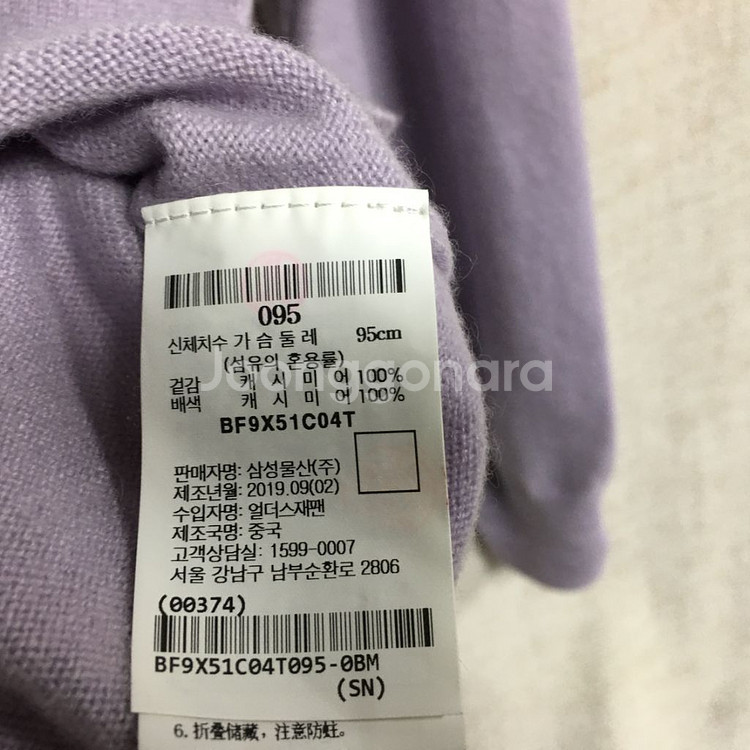 095
신체치수 가 슴 둘 레 95cm
(섬유의 혼용률)
겉감 캐 시 미 어 100%
배색 캐 시 미 어 100%
Joonggonara
BF9X51C04T
판매자명: 삼성물산(주)
제조년월: 2019.09(02)
수입자명: 얼더스재팬
제조국명: 중국
고객상담실: 1599-0007
서울 강남구 남부순환로 2806
(00374)
BF9X51C04T095-0BM
(SN)
6. 折叠储藏，注意防蛀。